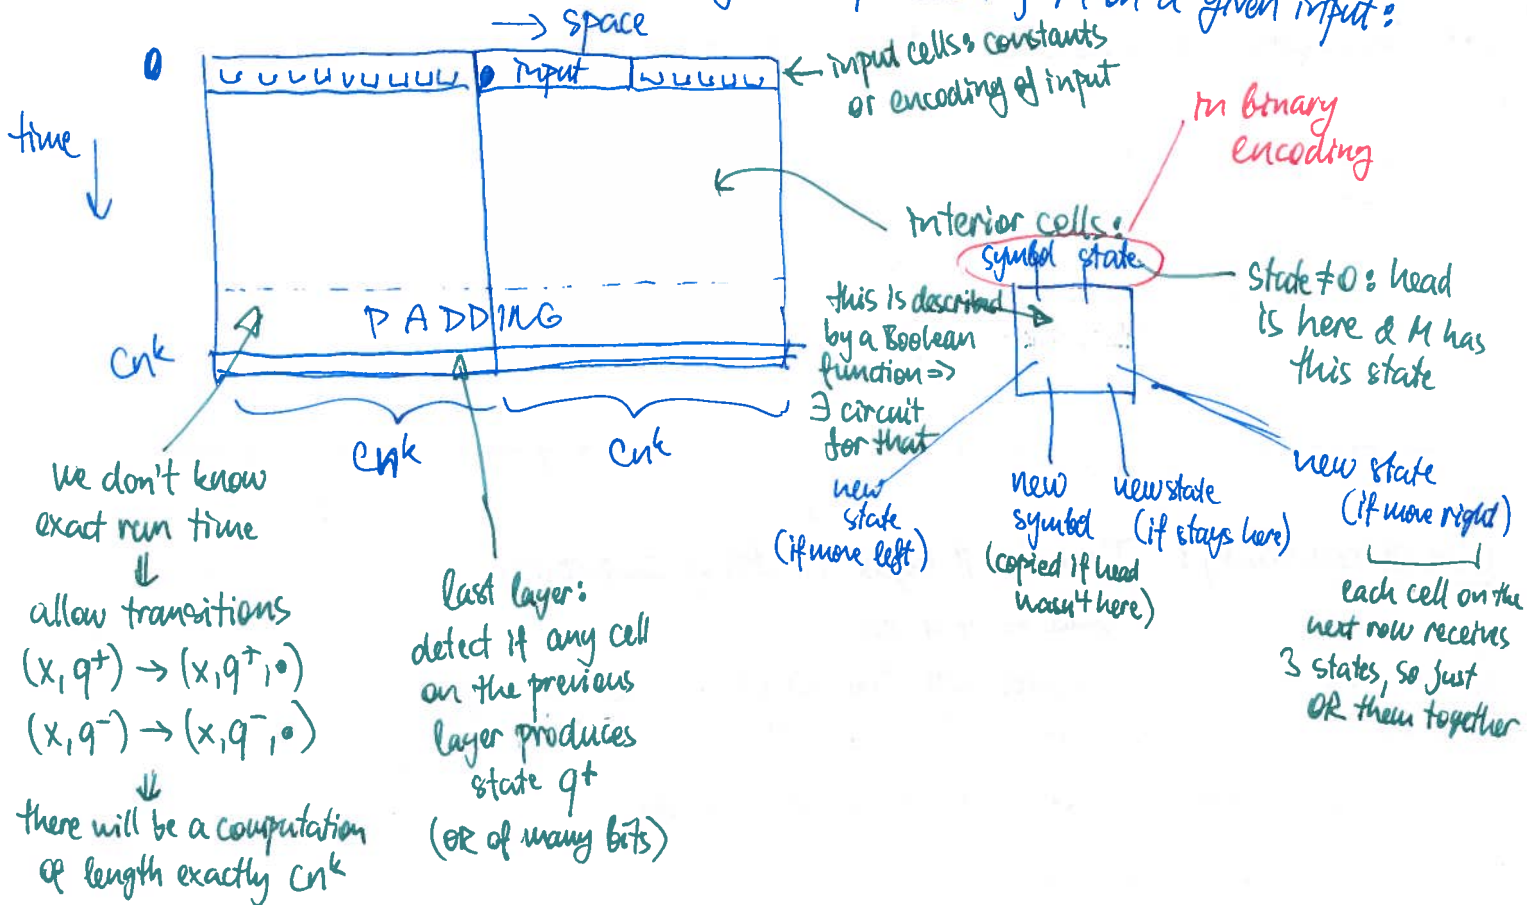 M on a given input:
→ space
0
␣␣␣␣␣␣␣␣␣ input ␣␣␣␣␣
← input cells: constants
or encoding of input
time
in binary
encoding
interior cells:
symbol state
state≠0: head
is here & M has
this state
this is described
by a Boolean
function ⇒
∃ circuit
for that
PADDING
Cn^k
Cn^k
Cn^k
new
state
(if move left)
new
symbol
(copied if head
wasn't here)
new state
(if stays here)
new state
(if move right)
each cell on the
next row receives
3 states, so just
OR them together
we don't know
exact run time
⇓
allow transitions
(x, q⁺) → (x, q⁺, •)
(x, q⁻) → (x, q⁻, •)
⇓
there will be a computation
of length exactly Cn^k
last layer:
detect if any cell
on the previous
layer produces
state q⁺
(OR of many bits)